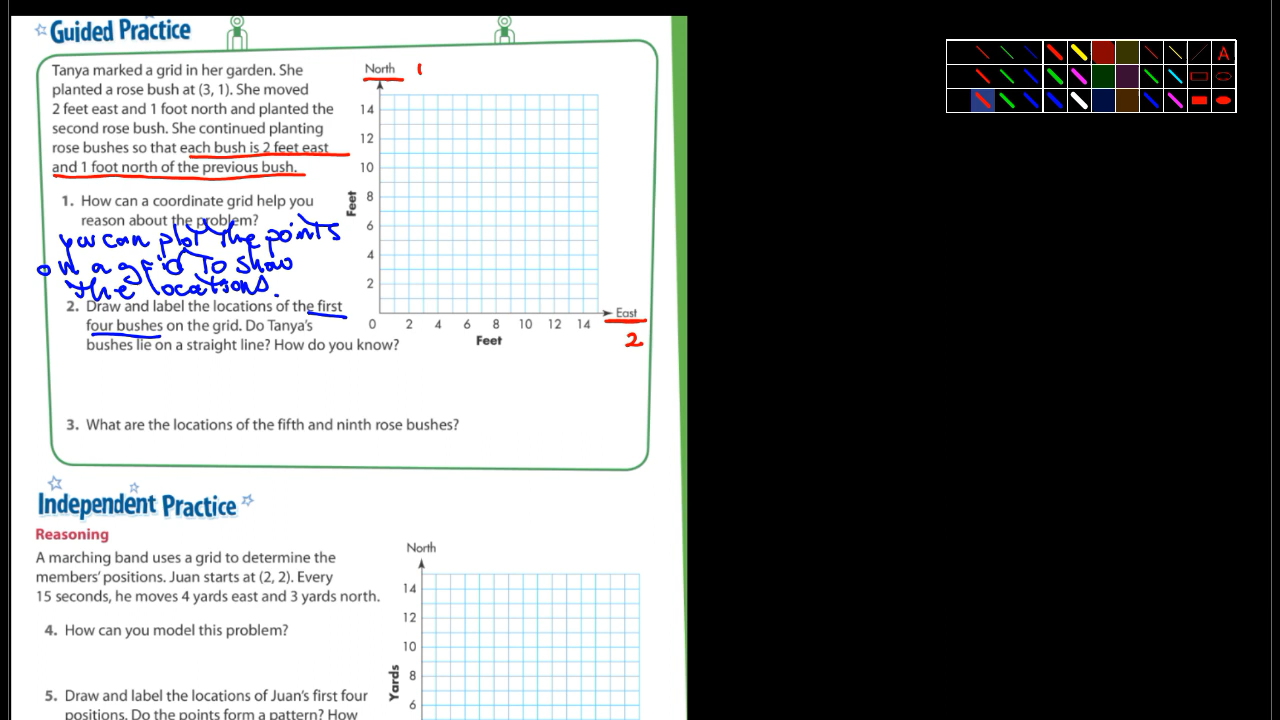 Guided Practice
Tanya marked a grid in her garden. She
planted a rose bush at (3, 1). She moved
2 feet east and 1 foot north and planted the
second rose bush. She continued planting
rose bushes so that each bush is 2 feet east
and 1 foot north of the previous bush.
1. How can a coordinate grid help you
reason about the problem?
you can plot the points
on a grid to show
the locations.
2. Draw and label the locations of the first
four bushes on the grid. Do Tanya's
bushes lie on a straight line? How do you know?
North 1
14
12
10
8
6
4
2
Feet
0 2 4 6 8 10 12 14
East
2
Feet
3. What are the locations of the fifth and ninth rose bushes?
Independent Practice
Reasoning
A marching band uses a grid to determine the
members' positions. Juan starts at (2, 2). Every
15 seconds, he moves 4 yards east and 3 yards north.
4. How can you model this problem?
5. Draw and label the locations of Juan's first four
positions. Do the points form a pattern? How
North
14
12
10
8
6
Yards
A